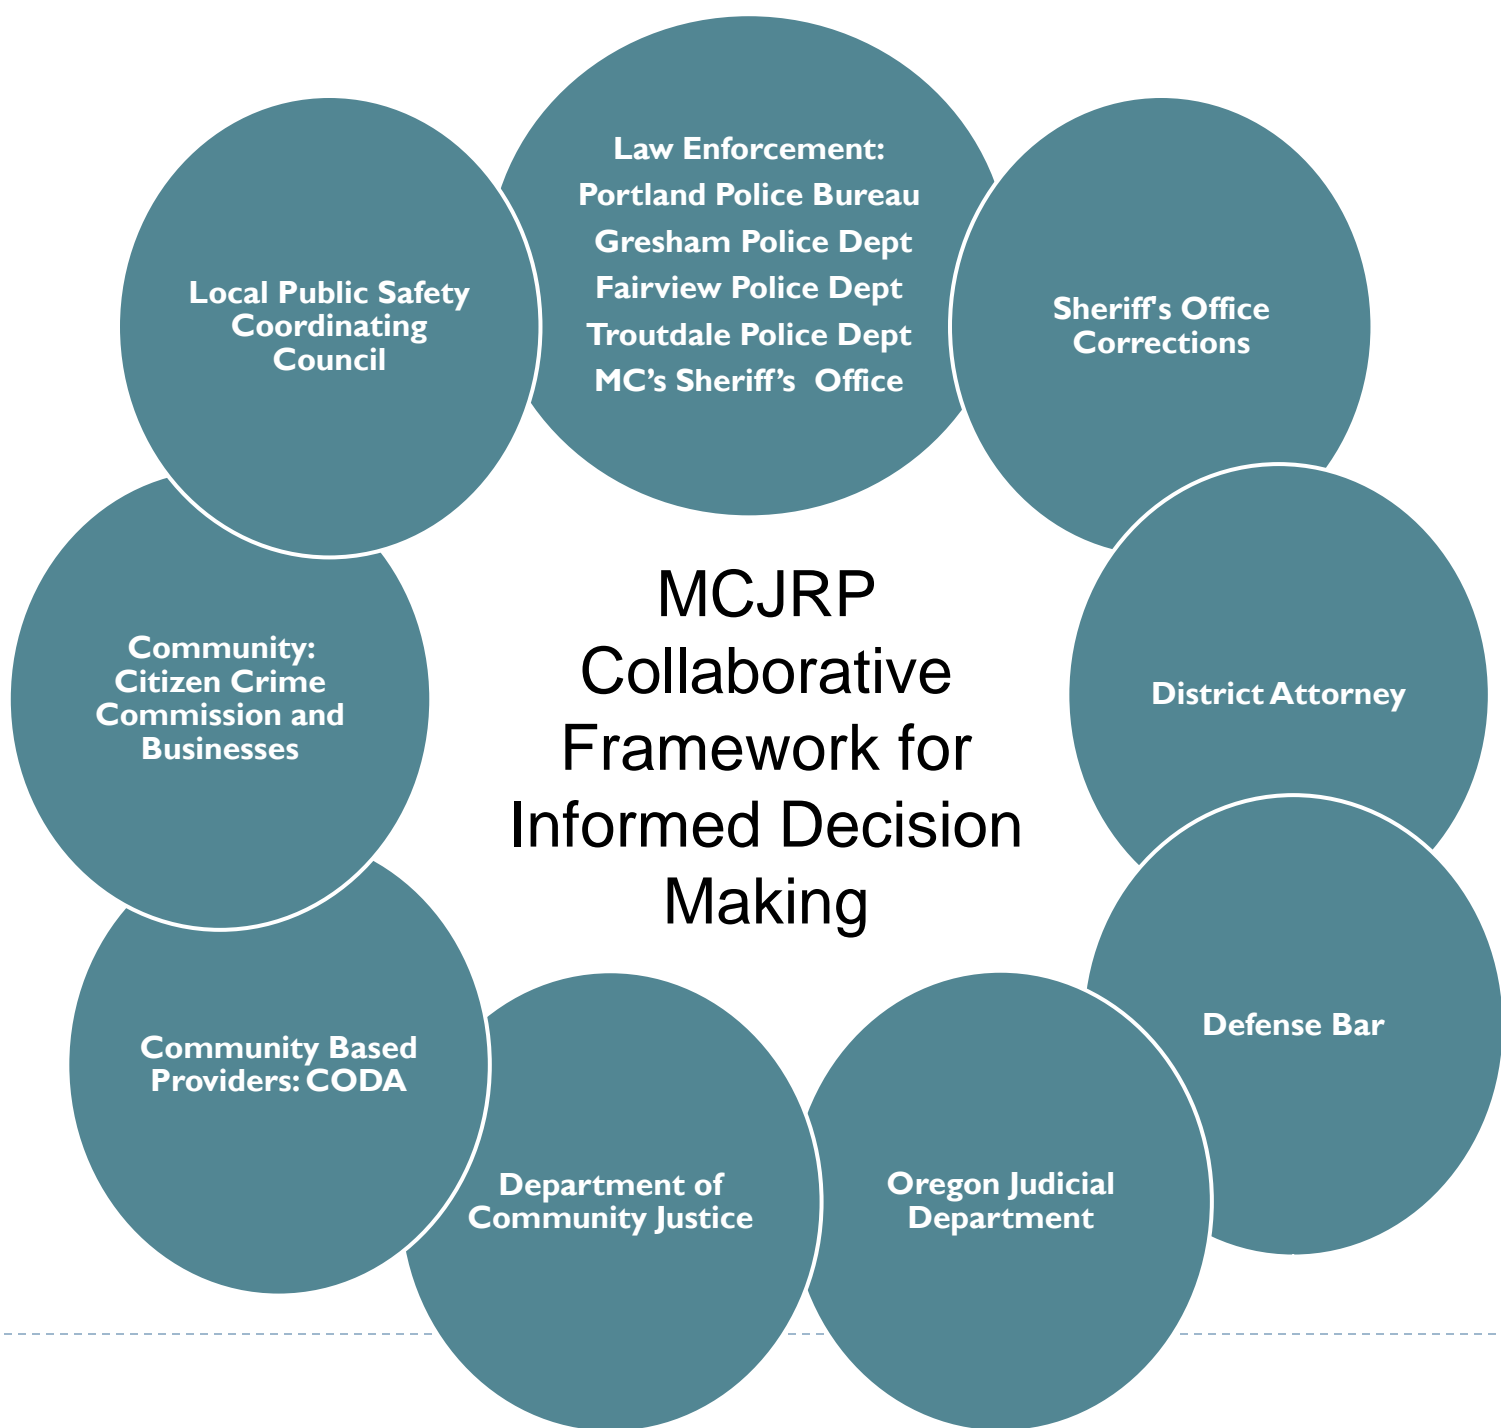 Law Enforcement:
Portland Police Bureau
Gresham Police Dept
Fairview Police Dept
Troutdale Police Dept
MC’s Sheriff’s  Office
Sheriff's Office
Corrections
District Attorney
Defense Bar
Oregon Judicial
Department
Department of
Community Justice
Community Based
Providers: CODA
Community:
Citizen Crime
Commission and
Businesses
Local Public Safety
Coordinating
Council
MCJRP
Collaborative
Framework for
Informed Decision
Making